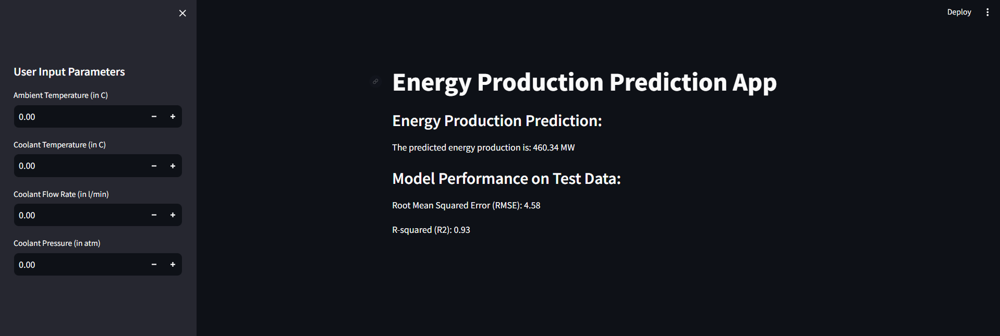 Deploy
User Input Parameters
Ambient Temperature (in C)
0.00
Coolant Temperature (in C)
0.00
Coolant Flow Rate (in l/min)
0.00
Coolant Pressure (in atm)
0.00
Energy Production Prediction App
Energy Production Prediction:
The predicted energy production is: 460.34 MW
Model Performance on Test Data:
Root Mean Squared Error (RMSE): 4.58
R-squared (R2): 0.93